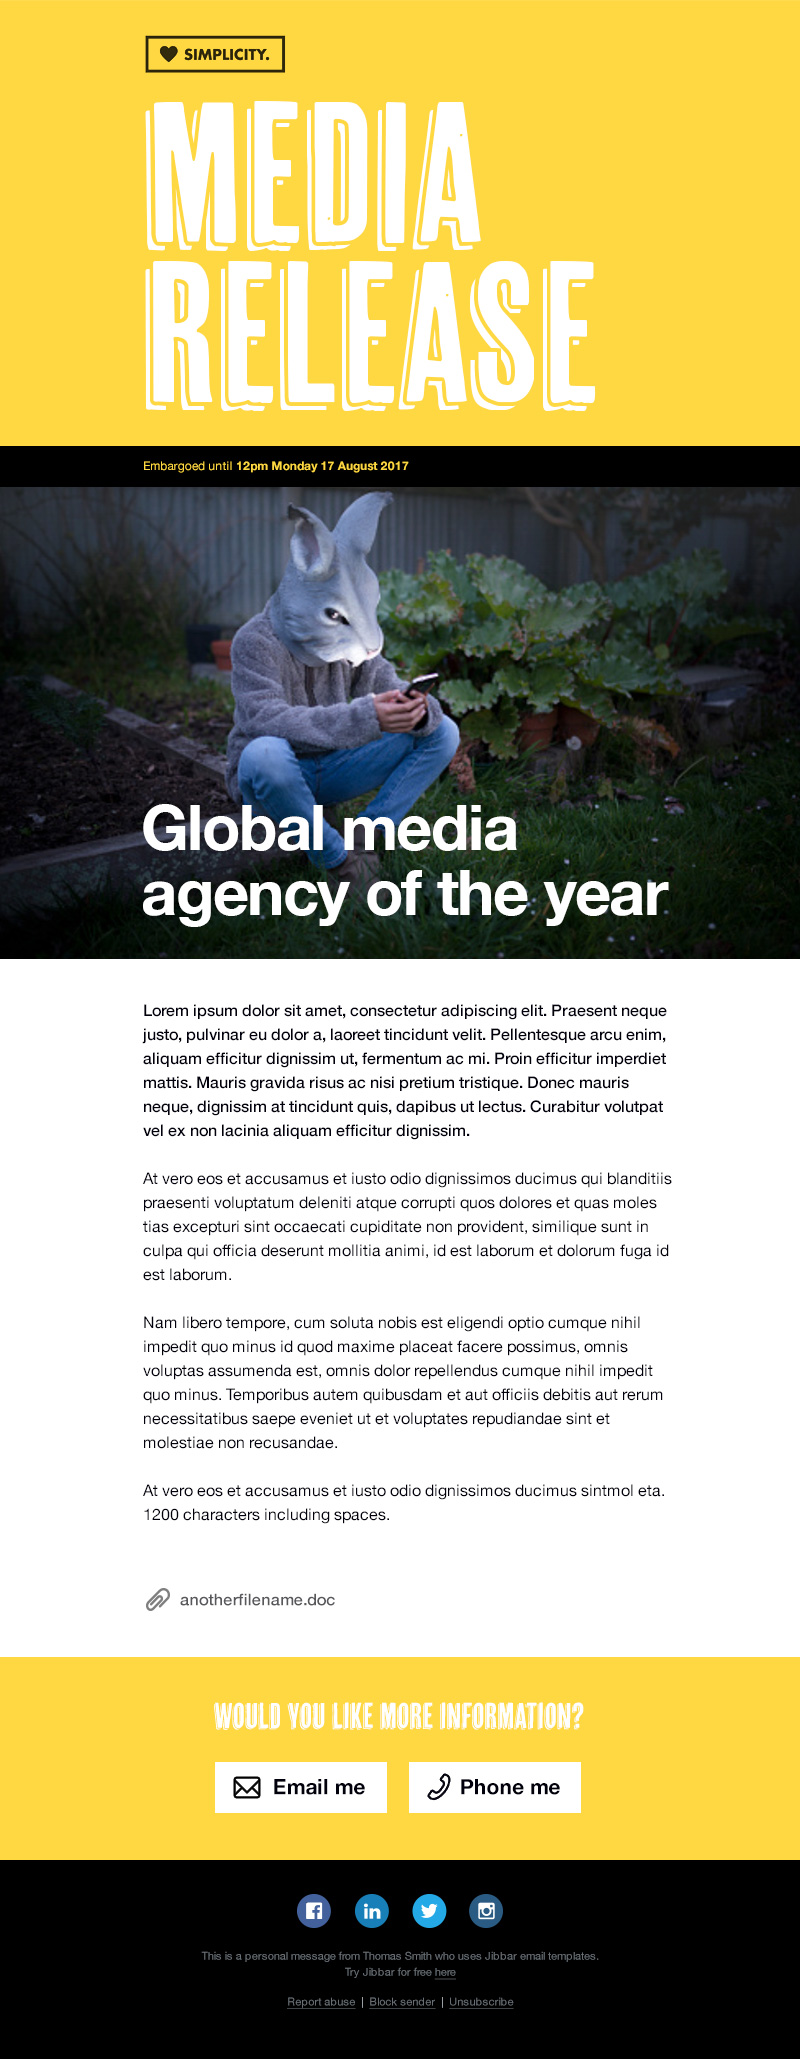 SIMPLICITY.
MEDIA
RELEASE
Embargoed until 12pm Monday 17 August 2017
Global media
agency of the year
Lorem ipsum dolor sit amet, consectetur adipiscing elit. Praesent neque
justo, pulvinar eu dolor a, laoreet tincidunt velit. Pellentesque arcu enim,
aliquam efficitur dignissim ut, fermentum ac mi. Proin efficitur imperdiet
mattis. Mauris gravida risus ac nisi pretium tristique. Donec mauris
neque, dignissim at tincidunt quis, dapibus ut lectus. Curabitur volutpat
vel ex non lacinia aliquam efficitur dignissim.
At vero eos et accusamus et iusto odio dignissimos ducimus qui blanditiis
praesenti voluptatum deleniti atque corrupti quos dolores et quas moles
tias excepturi sint occaecati cupiditate non provident, similique sunt in
culpa qui officia deserunt mollitia animi, id est laborum et dolorum fuga id
est laborum.
Nam libero tempore, cum soluta nobis est eligendi optio cumque nihil
impedit quo minus id quod maxime placeat facere possimus, omnis
voluptas assumenda est, omnis dolor repellendus cumque nihil impedit
quo minus. Temporibus autem quibusdam et aut officiis debitis aut rerum
necessitatibus saepe eveniet ut et voluptates repudiandae sint et
molestiae non recusandae.
At vero eos et accusamus et iusto odio dignissimos ducimus sintmol eta.
1200 characters including spaces.
anotherfilename.doc
WOULD YOU LIKE MORE INFORMATION?
Email me
Phone me
This is a personal message from Thomas Smith who uses Jibbar email templates.
Try Jibbar for free here
Report abuse | Block sender | Unsubscribe